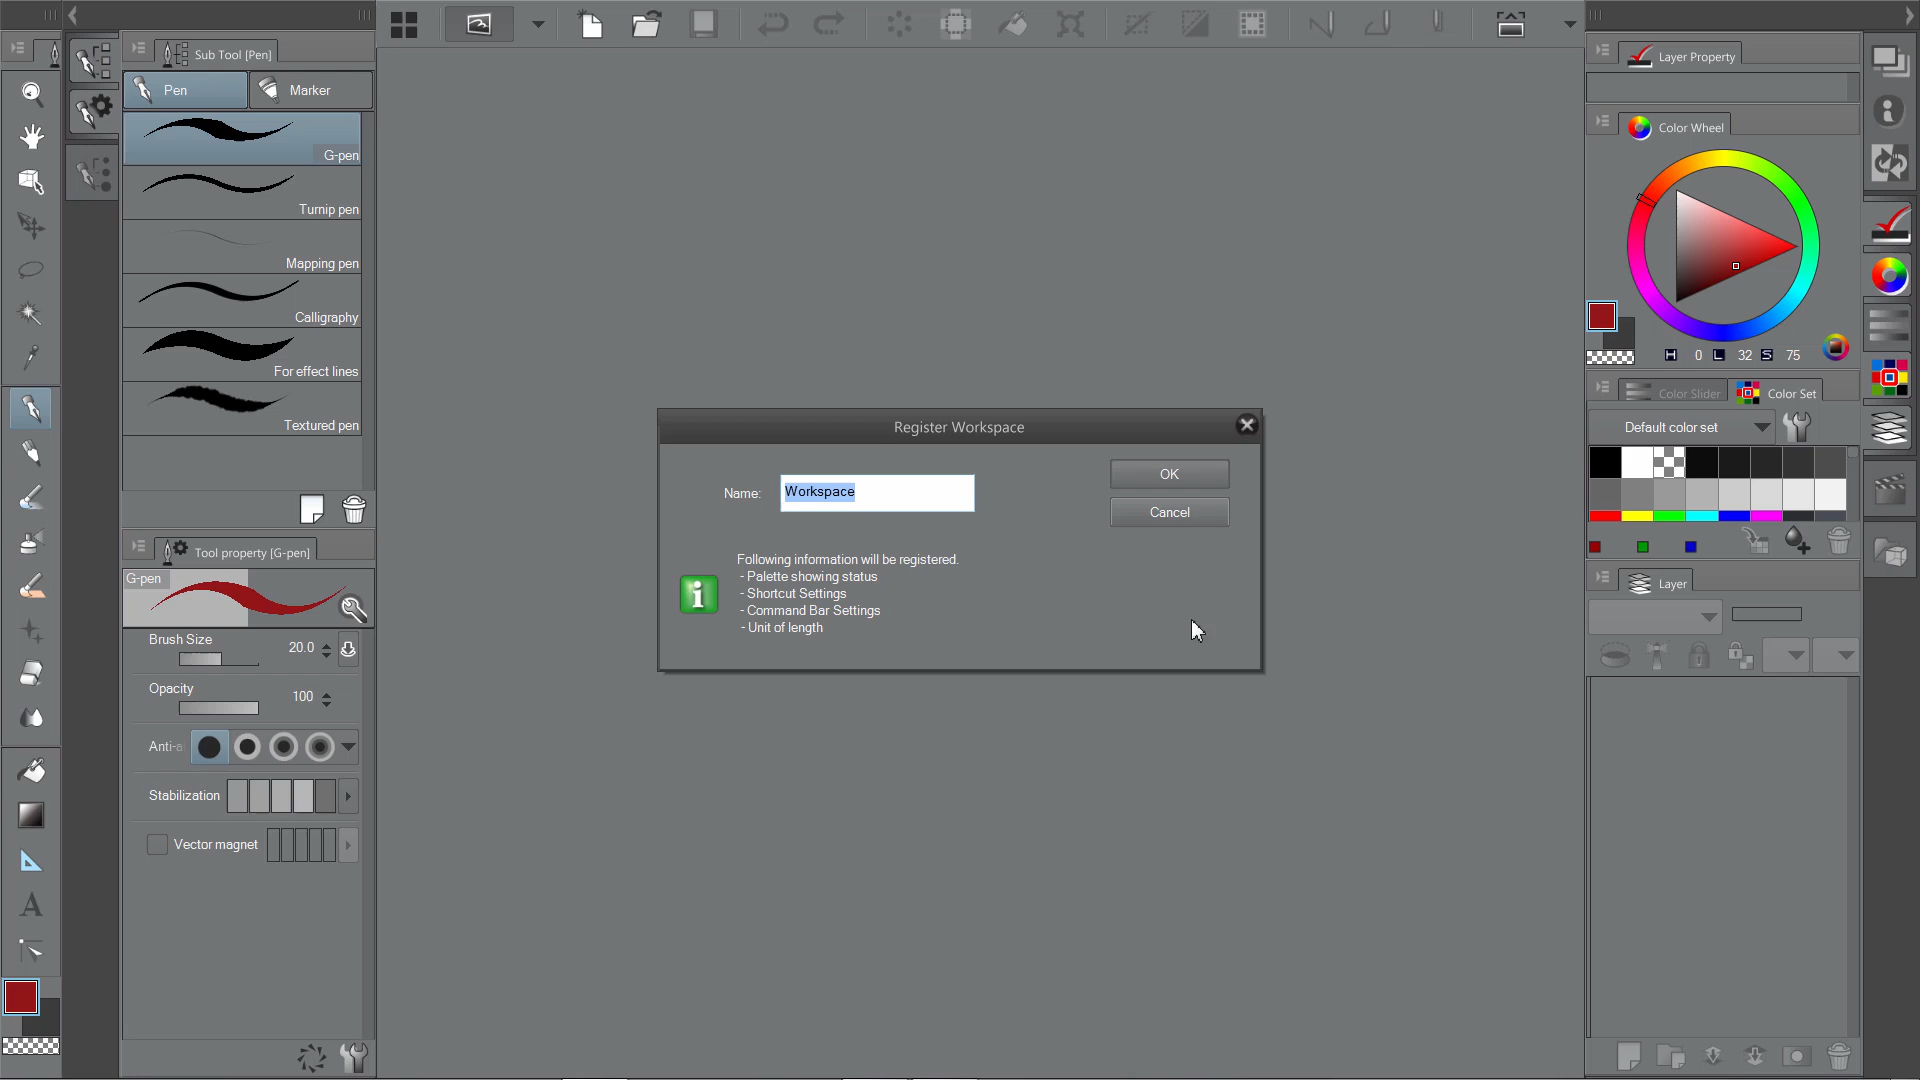 Sub Tool [Pen]
Pen
Marker
G-pen
Turnip pen
Mapping pen
Calligraphy
For effect lines
Textured pen
Tool property [G-pen]
G-pen
Brush Size
20.0
Opacity
100
Anti-a
Stabilization
Vector magnet
A
Register Workspace
Name:
Workspace
OK
Cancel
Following information will be registered.
- Palette showing status
- Shortcut Settings
- Command Bar Settings
- Unit of length
Layer Property
Color Wheel
H 0 L 32 S 75
Color Slider
Color Set
Default color set
Layer